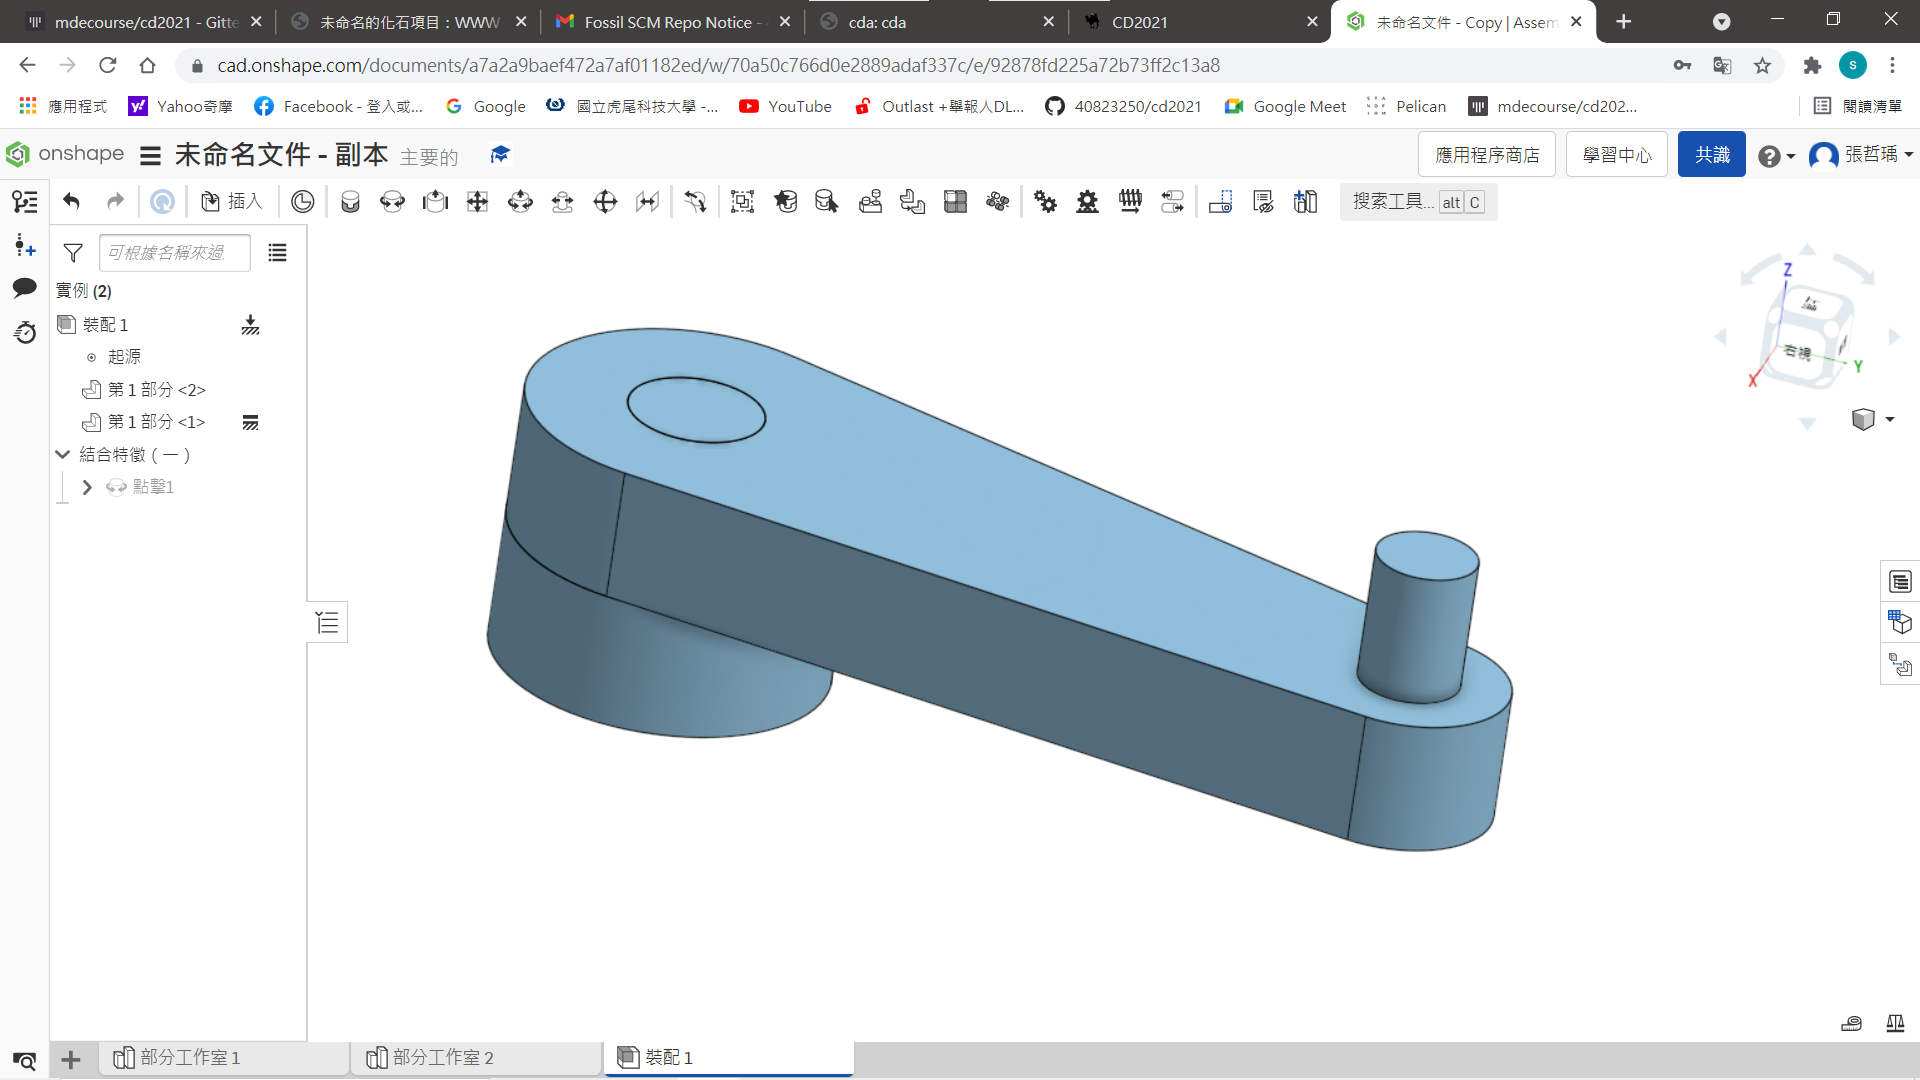 mdecourse/cd2021 - Gitte
未命名的化石項目：WWW
Fossil SCM Repo Notice -
cda: cda
CD2021
未命名文件 - Copy | Assem
cad.onshape.com/documents/a7a2a9baef472a7af01182ed/w/70a50c766d0e2889adaf337c/e/92878fd225a72b73ff2c13a8
S
應用程式
Yahoo奇摩
Facebook - 登入或...
Google
國立虎尾科技大學 -...
YouTube
Outlast +舉報人DL...
40823250/cd2021
Google Meet
Pelican
mdecourse/cd202...
閱讀清單
onshape
未命名文件 - 副本
主要的
應用程序商店
學習中心
共識
張哲瑀
插入
搜索工具... alt C
可根據名稱來過
實例 (2)
裝配 1
起源
第 1 部分 <2>
第 1 部分 <1>
結合特徵（一）
點擊1
Z
右視
X
Y
部分工作室 1
部分工作室 2
裝配 1